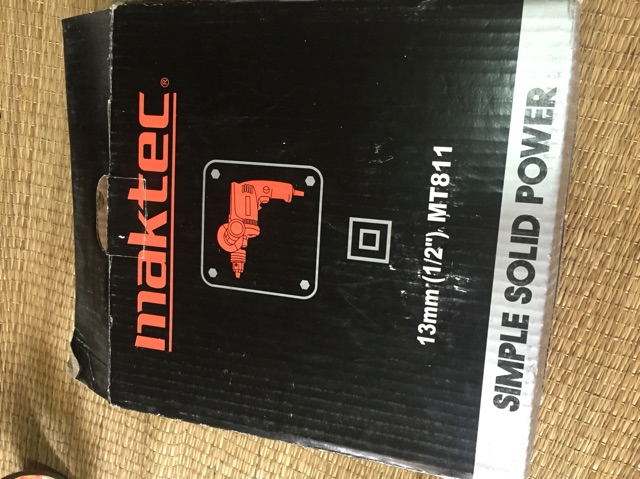 maktec®
13mm (1/2") MT811
SIMPLE SOLID POWER